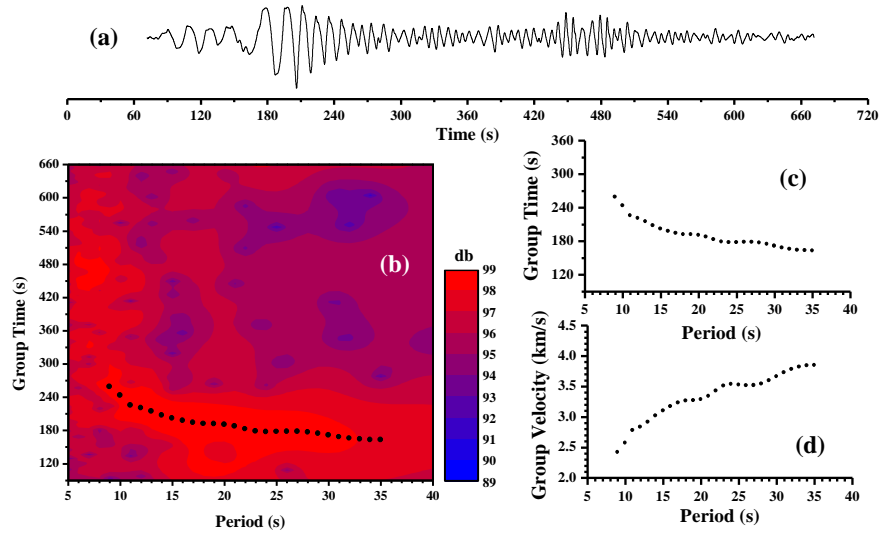 (a)
0 60 120 180 240 300 360 420 480 540 600 660 720
Time (s)
660
600
540
480
420
360
300
240
180
120
Group Time (s)
(b)
5 10 15 20 25 30 35 40
Period (s)
db
99
98
97
96
95
94
93
92
91
90
89
360
300
240
180
120
Group Time (s)
(c)
5 10 15 20 25 30 35 40
Period (s)
4.5
4.0
3.5
3.0
2.5
2.0
Group Velocity (km/s)
(d)
5 10 15 20 25 30 35 40
Period (s)